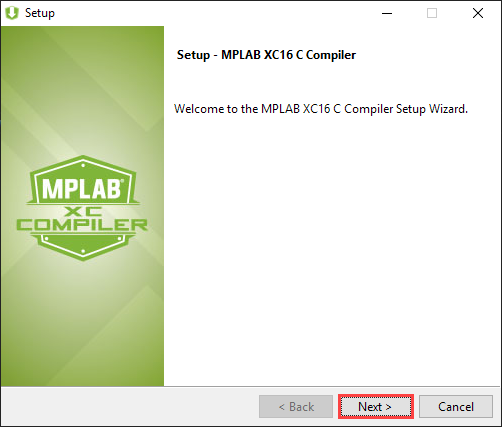 Setup
Setup - MPLAB XC16 C Compiler
Welcome to the MPLAB XC16 C Compiler Setup Wizard.
MPLAB®
XC
COMPILER
< Back
Next >
Cancel